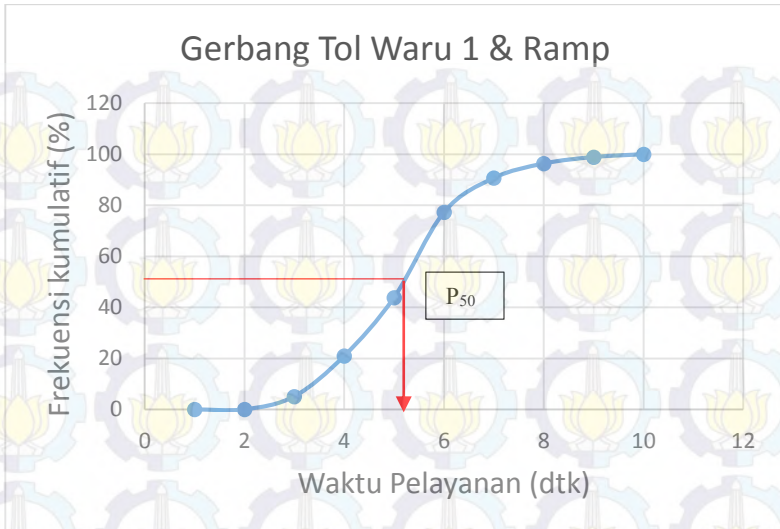 Gerbang Tol Waru 1 & Ramp
Frekuensi kumulatif (%)
120
100
80
60
40
20
0
P₅₀
0 2 4 6 8 10 12
Waktu Pelayanan (dtk)